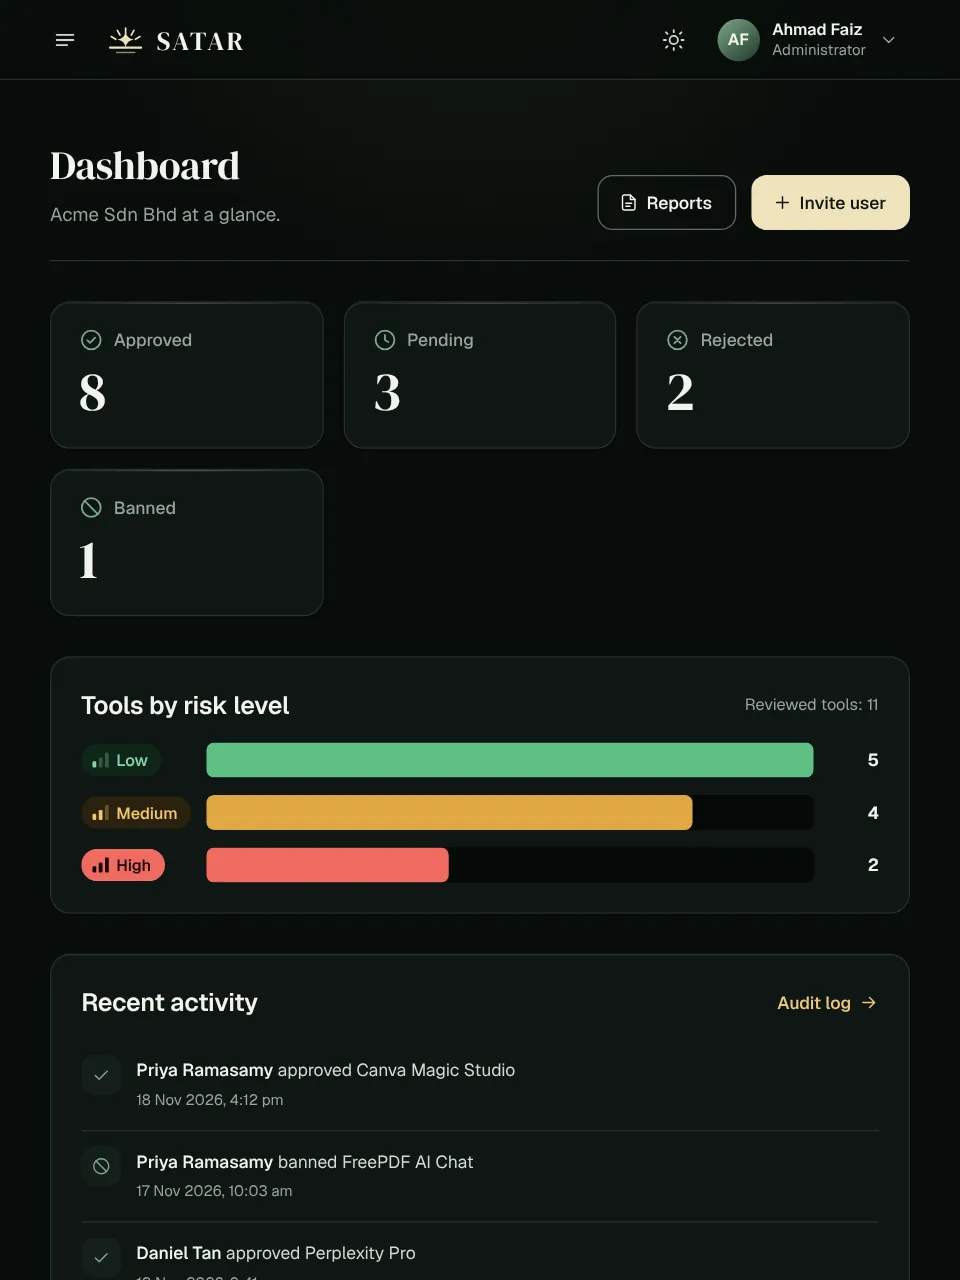 SATAR
AF
Ahmad Faiz
Administrator
Dashboard
Acme Sdn Bhd at a glance.
Reports
Invite user
Approved
8
Pending
3
Rejected
2
Banned
1
Tools by risk level
Reviewed tools: 11
Low
5
Medium
4
High
2
Recent activity
Audit log
Priya Ramasamy approved Canva Magic Studio
18 Nov 2026, 4:12 pm
Priya Ramasamy banned FreePDF AI Chat
17 Nov 2026, 10:03 am
Daniel Tan approved Perplexity Pro